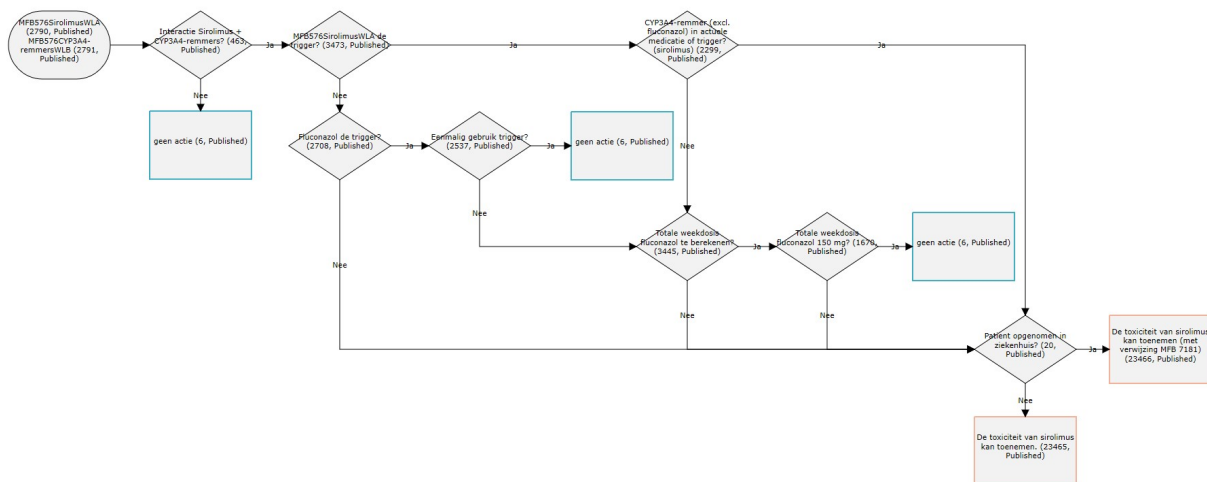 MFB576SirolimusWLA
(2790, Published)
MFB576CYP3A4-
remmersWLB (2791,
Published)
Interactie Sirolimus +
CYP3A4-remmers? (463,
Published)
Ja
MFB576SirolimusWLA de
trigger? (3473, Published)
Ja
CYP3A4-remmer (excl.
fluconazol) in actuele
medicatie of trigger?
(sirolimus) (2299,
Published)
Ja
Nee
Nee
geen actie (6, Published)
Fluconazol de trigger?
(2708, Published)
Ja
Eenmalig gebruik trigger?
(2537, Published)
Ja
geen actie (6, Published)
Nee
Nee
Nee
Totale weekdosis
fluconazol te berekenen?
(3445, Published)
Ja
Totale weekdosis
fluconazol 150 mg? (1670,
Published)
Ja
geen actie (6, Published)
Nee
Nee
Patient opgenomen in
ziekenhuis? (20,
Published)
Ja
De toxiciteit van sirolimus
kan toenemen (met
verwijzing MFB 7181)
(23466, Published)
Nee
De toxiciteit van sirolimus
kan toenemen. (23465,
Published)